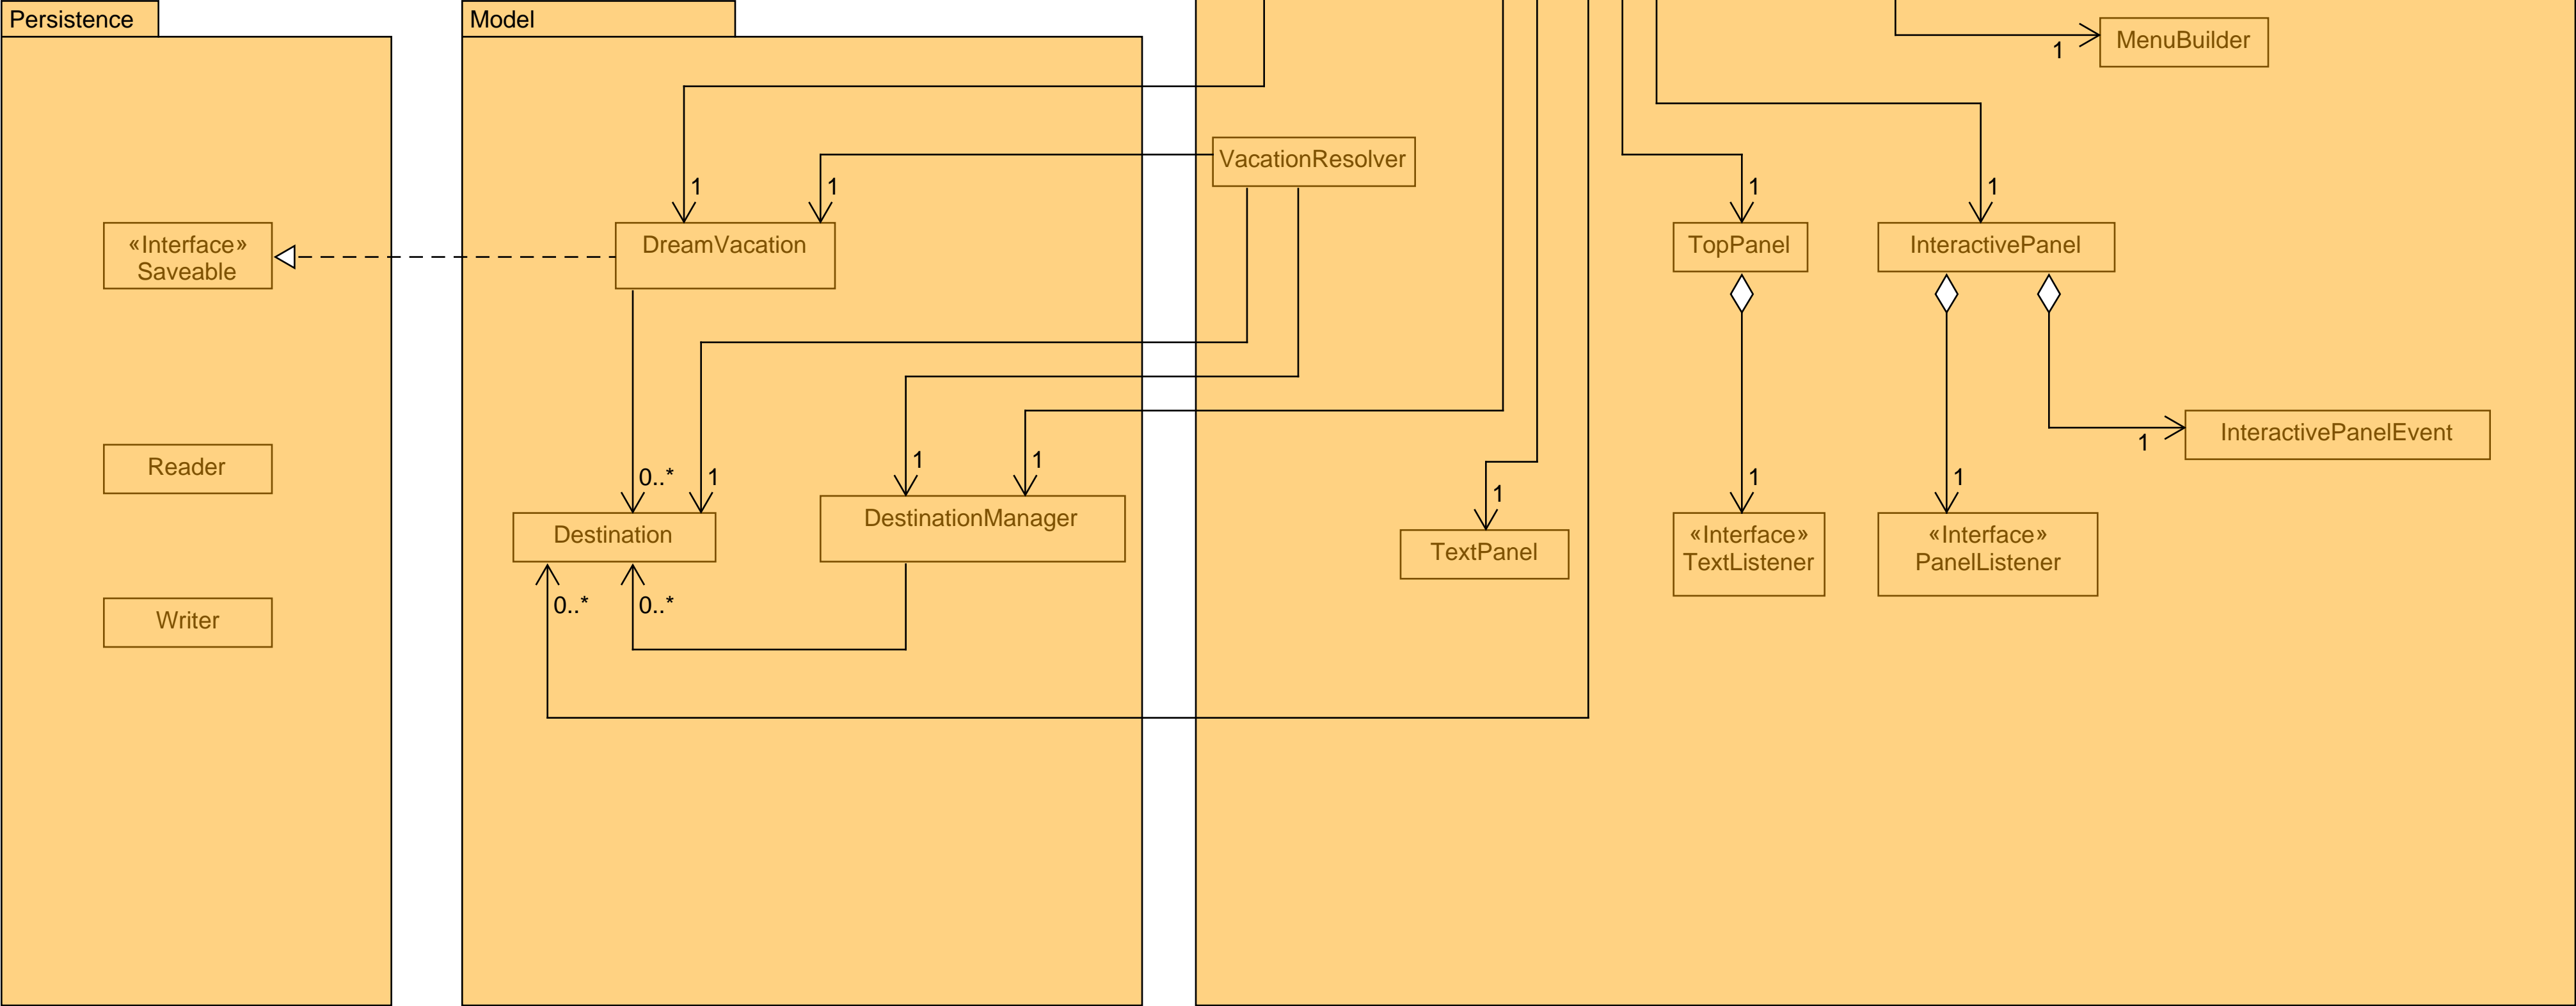 Persistence
Model
MenuBuilder
1
VacationResolver
1
1
1
1
«Interface»
Saveable
DreamVacation
TopPanel
InteractivePanel
InteractivePanelEvent
1
Reader
0..*
1
1
1
1
1
1
Destination
DestinationManager
TextPanel
«Interface»
TextListener
«Interface»
PanelListener
0..*
0..*
Writer